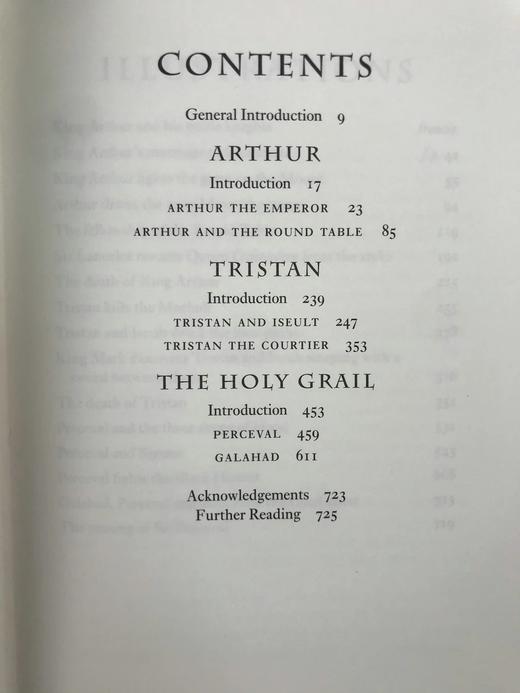 CONTENTS
General Introduction 9
ARTHUR
Introduction 17
ARTHUR THE EMPEROR 23
ARTHUR AND THE ROUND TABLE 85
TRISTAN
Introduction 239
TRISTAN AND ISEULT 247
TRISTAN THE COURTIER 353
THE HOLY GRAIL
Introduction 453
PERCEVAL 459
GALAHAD 611
Acknowledgements 723
Further Reading 725